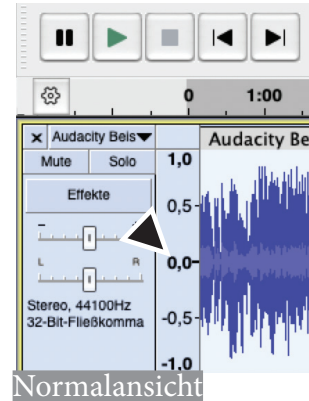 0 1:00
Audacity Beis
Audacity Be
Mute Solo
Effekte
L R
Stereo, 44100Hz
32-Bit-Fließkomma
1,0
0,5
0,0
-0,5
-1,0
Normalansicht